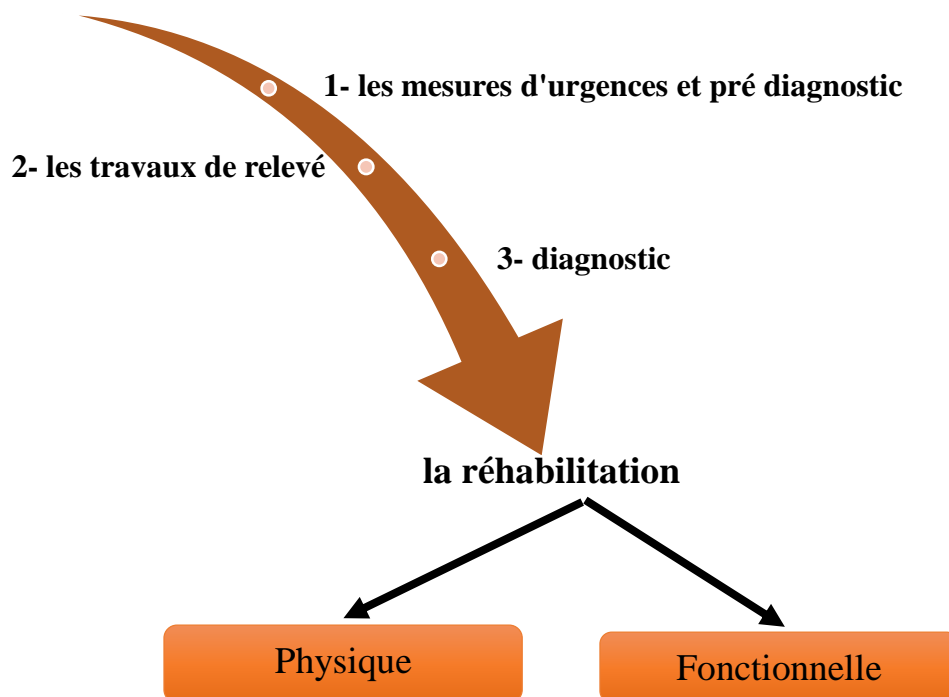 1- les mesures d'urgences et pré diagnostic
2- les travaux de relevé
3- diagnostic
la réhabilitation
Physique
Fonctionnelle